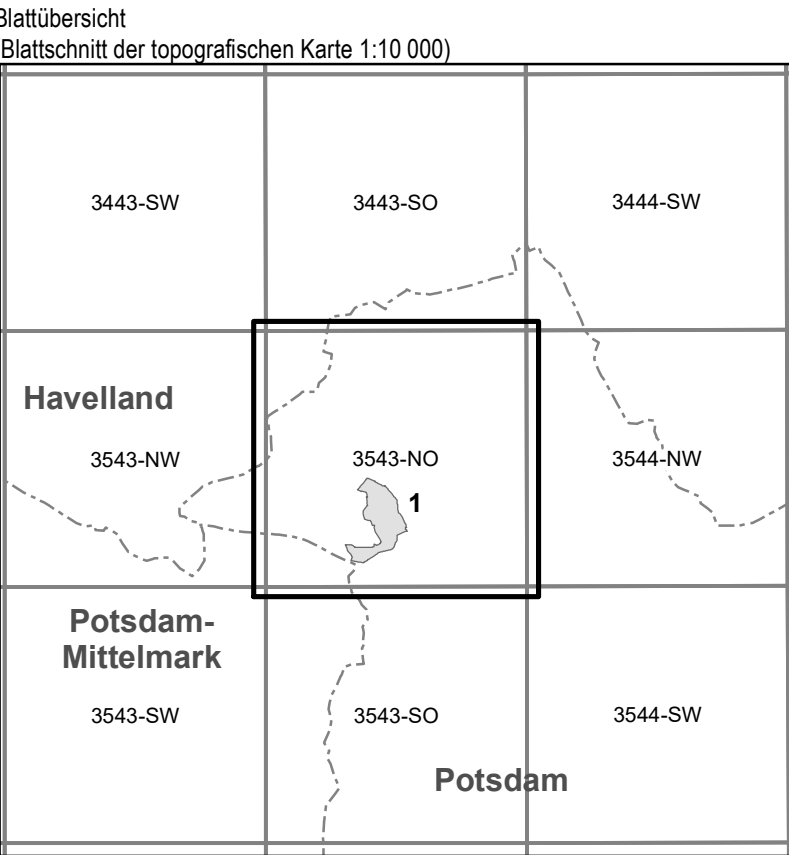 Blattübersicht
(Blattschnitt der topografischen Karte 1:10 000)
3443-SW 3443-SO 3444-SW
Havelland
3543-NW 3543-NO 3544-NW
1
Potsdam-
Mittelmark
3543-SW 3543-SO 3544-SW
Potsdam